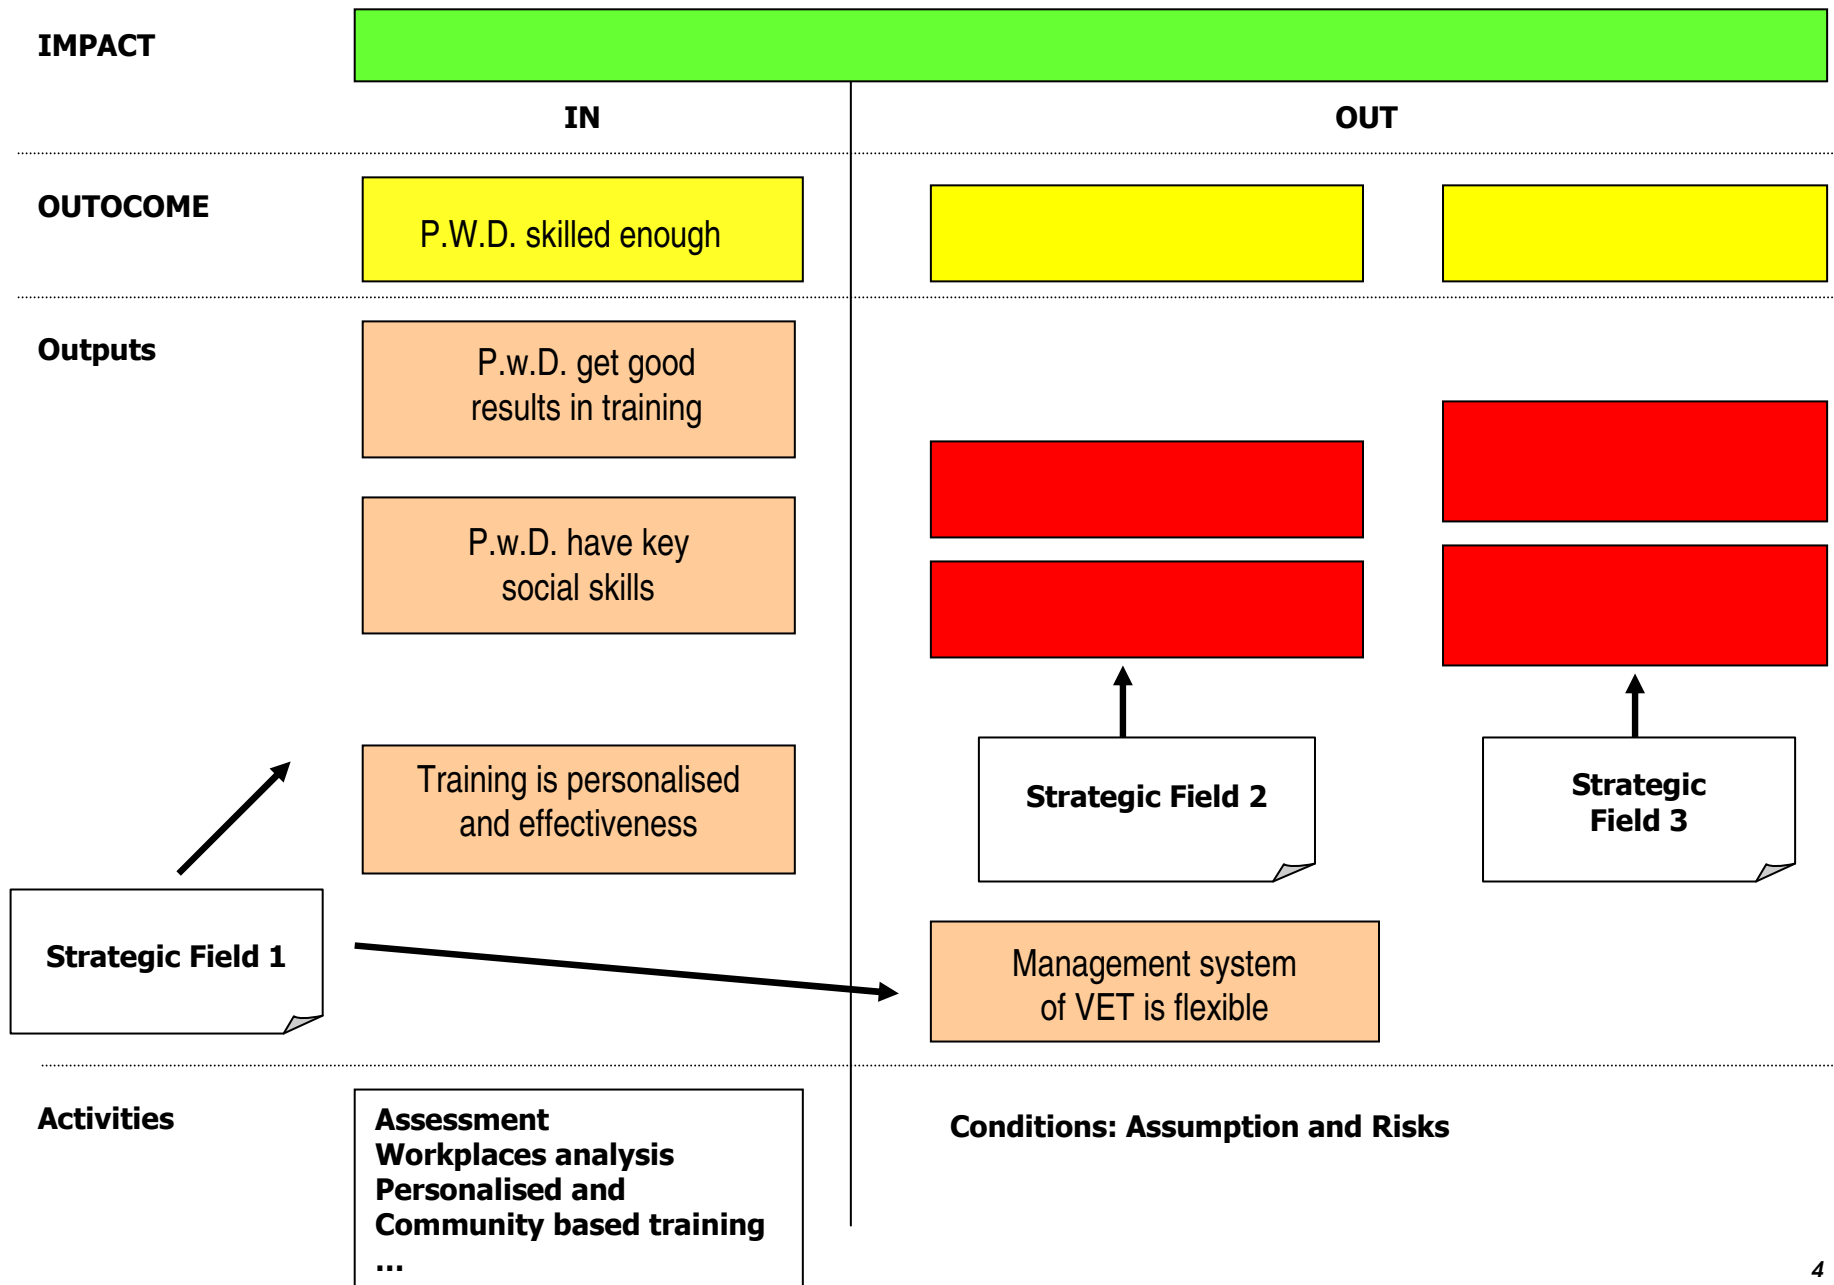 IMPACT
IN
OUT
OUTOCOME
P.W.D. skilled enough
Outputs
P.w.D. get good
results in training
P.w.D. have key
social skills
Training is personalised
and effectiveness
Strategic Field 2
Strategic
Field 3
Strategic Field 1
Management system
of VET is flexible
Activities
Assessment
Workplaces analysis
Personalised and
Community based training
...
Conditions: Assumption and Risks
4